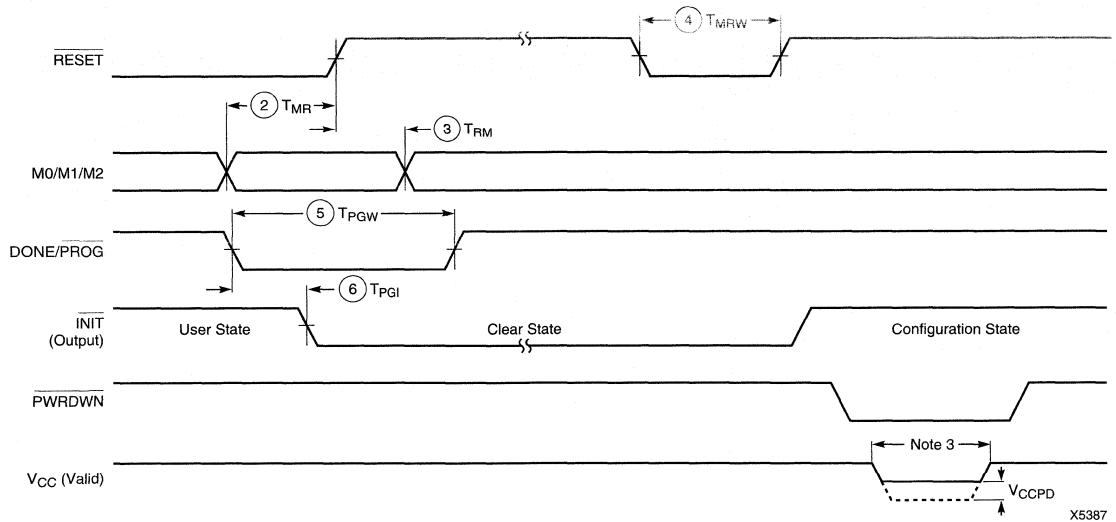 4 TMRW
RESET
2 TMR
3 TRM
M0/M1/M2
5 TPGW
DONE/PROG
6 TPGI
INIT
(Output)
User State
Clear State
Configuration State
PWRDWN
Note 3
VCC (Valid)
VCCPD
X5387